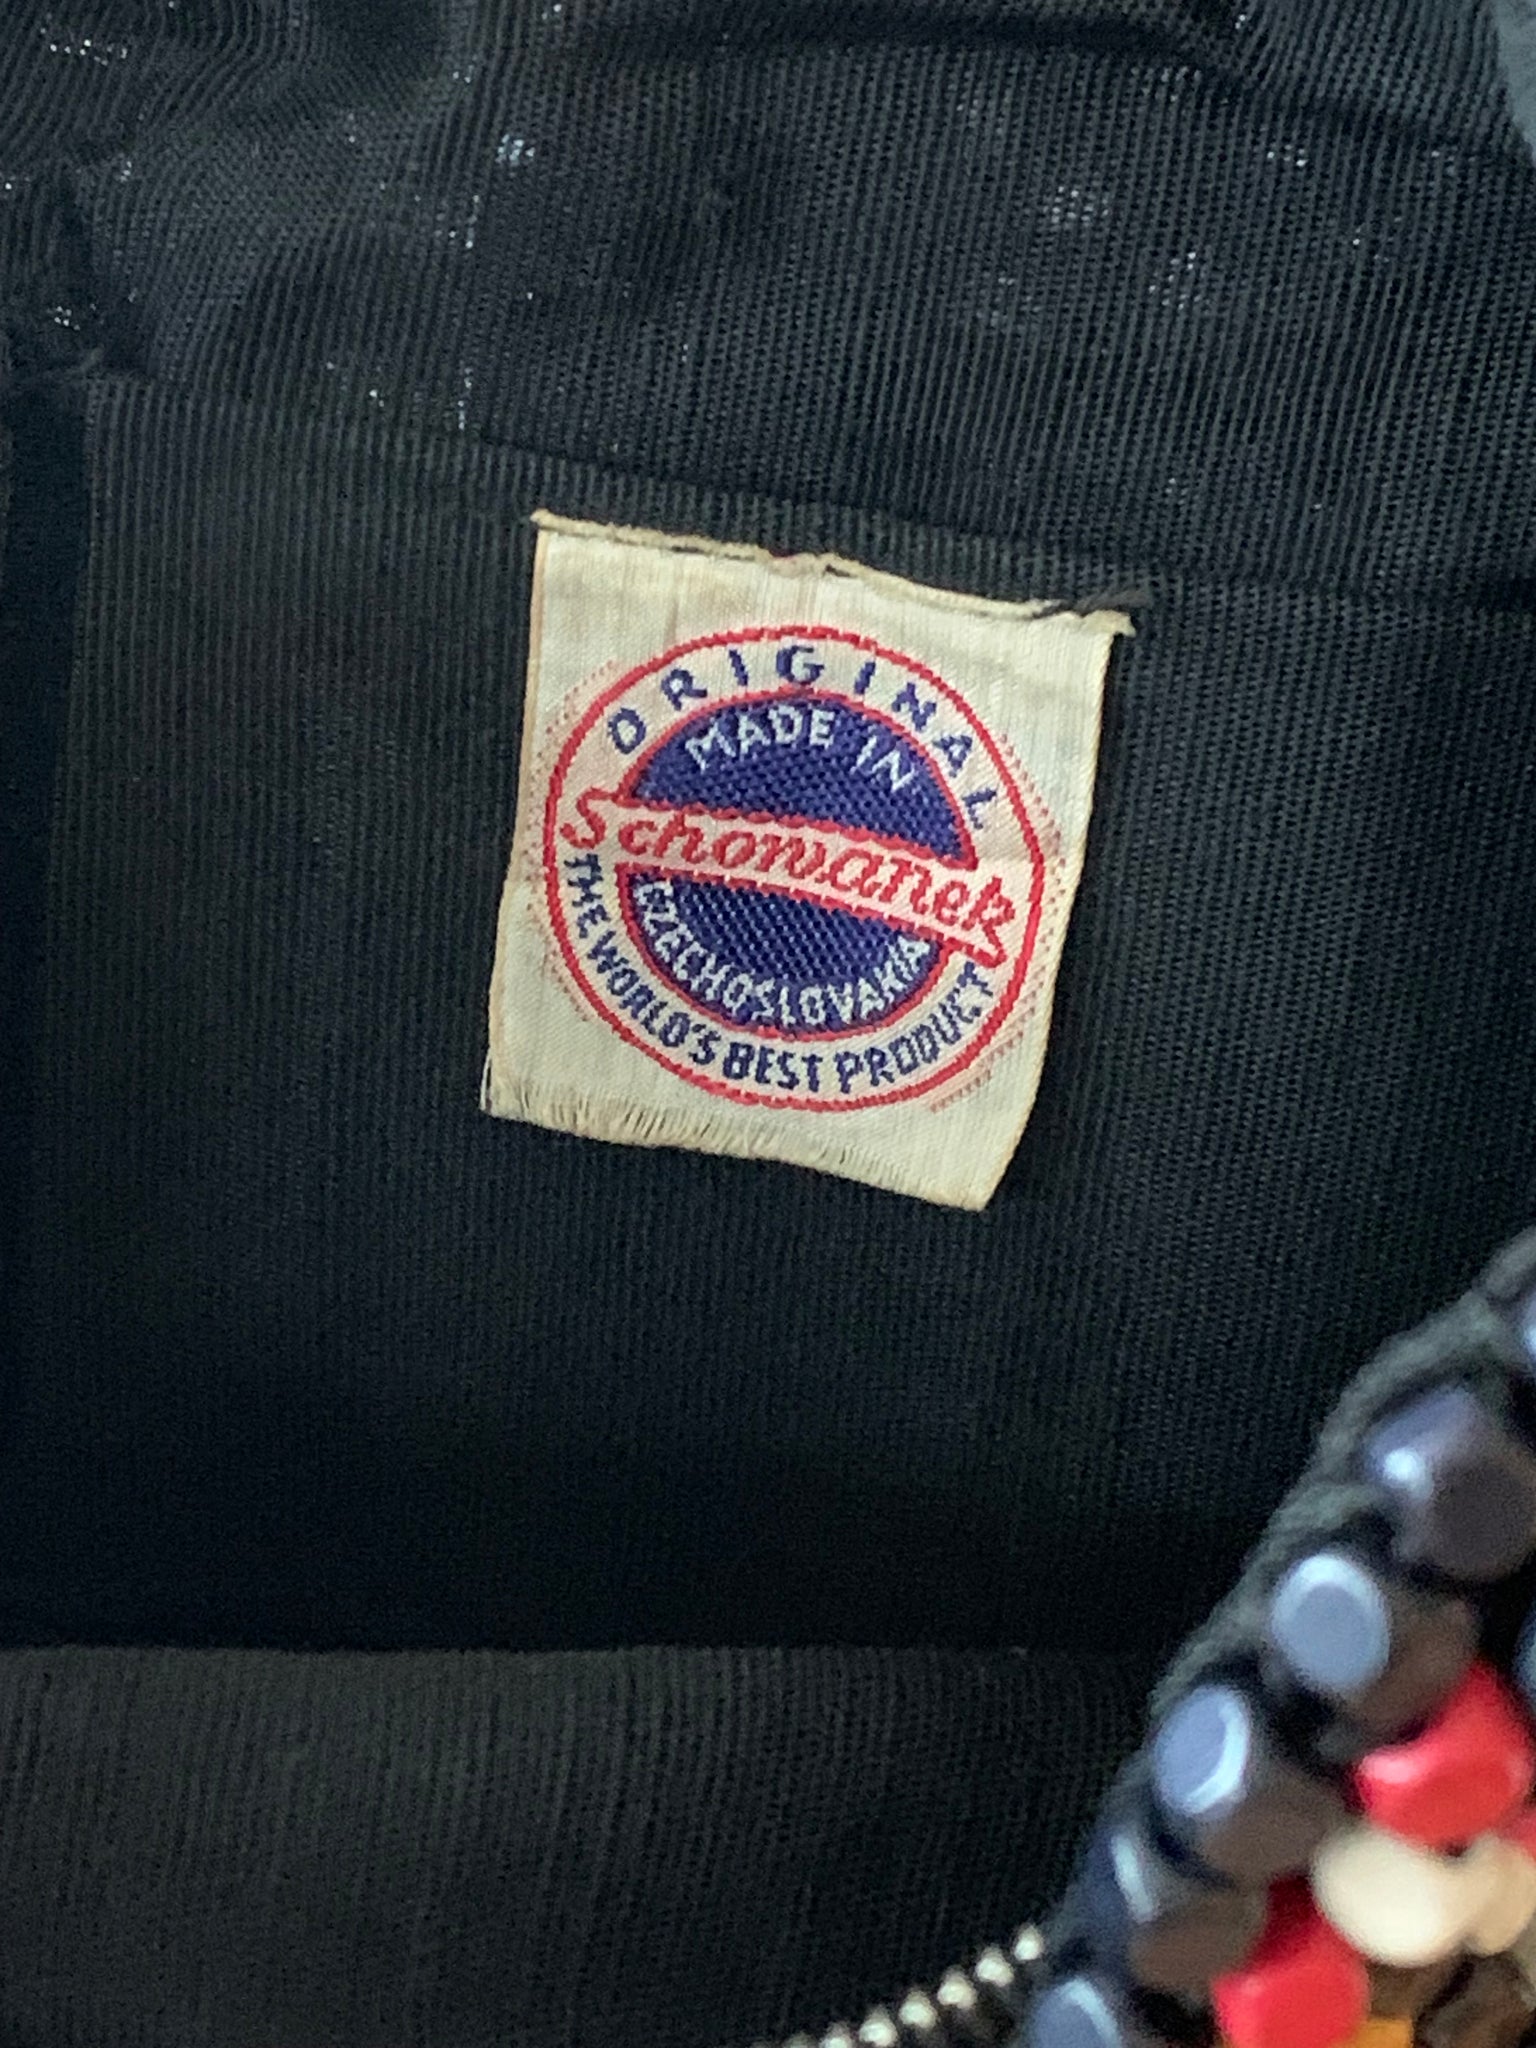 ORIGINAL
MADE IN
Schowanek
CZECHOSLOVAKIA
THE WORLD'S BEST PRODUCT